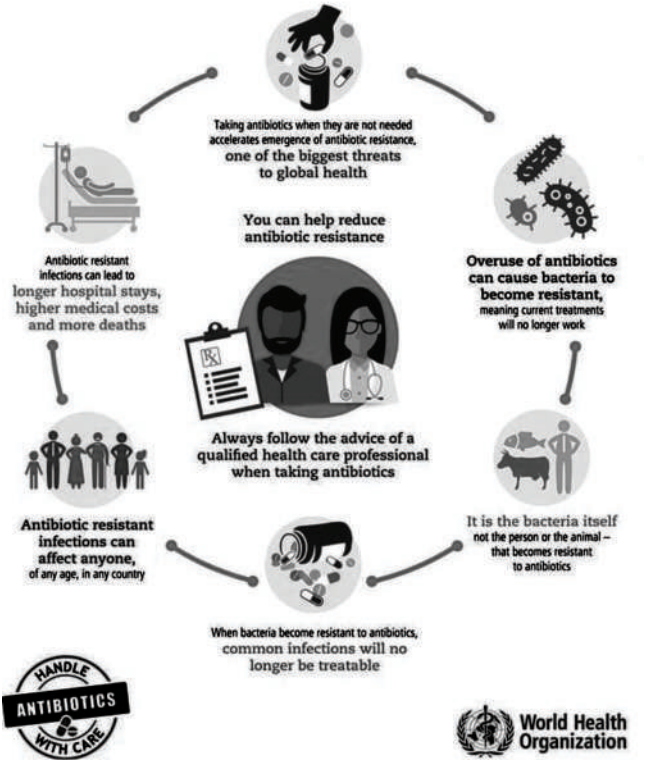 Taking antibiotics when they are not needed
accelerates emergence of antibiotic resistance,
one of the biggest threats
to global health
You can help reduce
antibiotic resistance
Overuse of antibiotics
can cause bacteria to
become resistant,
meaning current treatments
will no longer work
Antibiotic resistant
infections can lead to
longer hospital stays,
higher medical costs
and more deaths
Rx
Always follow the advice of a
qualified health care professional
when taking antibiotics
It is the bacteria itself
not the person or the animal –
that becomes resistant
to antibiotics
Antibiotic resistant
infections can
affect anyone,
of any age, in any country
When bacteria become resistant to antibiotics,
common infections will no
longer be treatable
HANDLE
ANTIBIOTICS
WITH CARE
World Health
Organization